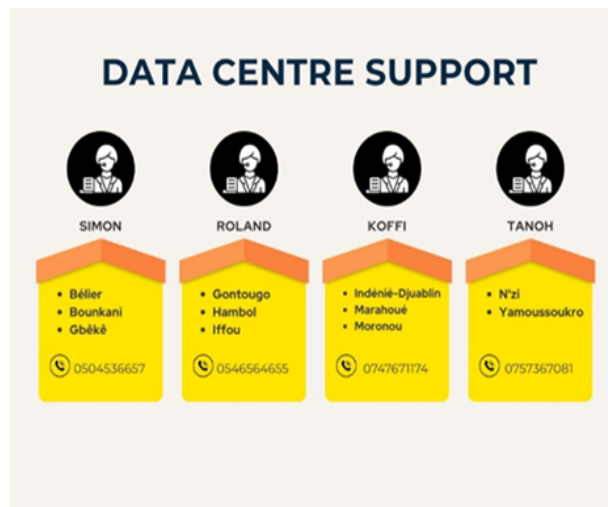 DATA CENTRE SUPPORT
SIMON
• Bélier
• Bounkani
• Gbêkê
0504536657
ROLAND
• Gontougo
• Hambol
• Iffou
0546564655
KOFFI
• Indénié-Djuablin
• Marahoué
• Moronou
0747671174
TANOH
• N'zi
• Yamoussoukro
0757367081